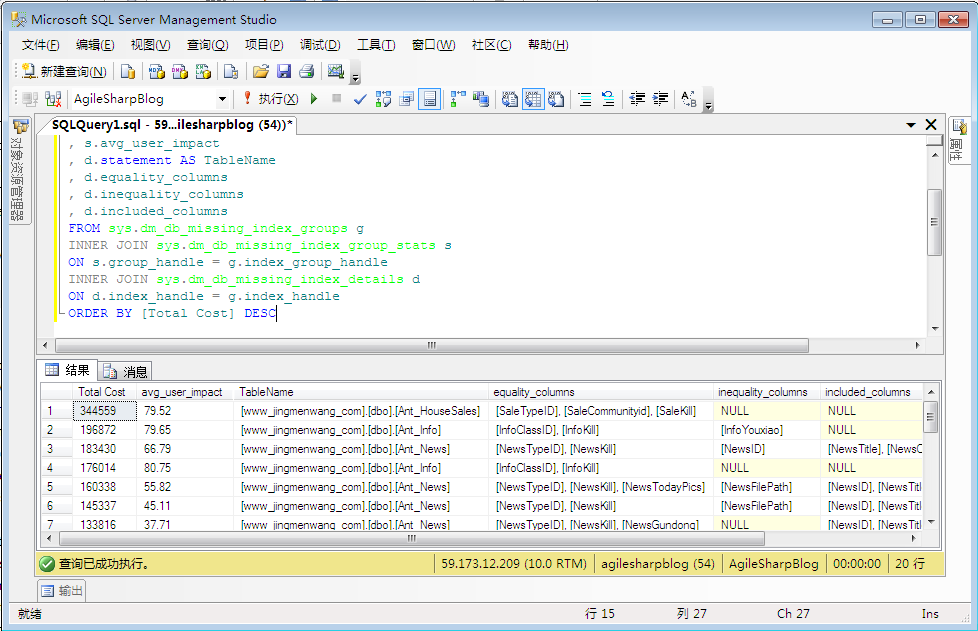 Microsoft SQL Server Management Studio
文件(F) 编辑(E) 视图(V) 查询(Q) 项目(P) 调试(D) 工具(T) 窗口(W) 社区(C) 帮助(H)
新建查询(N)
AgileSharpBlog 执行(X)
对象资源管理器
SQLQuery1.sql - 59...ilesharpblog (54))*
属性
, s.avg_user_impact
, d.statement AS TableName
, d.equality_columns
, d.inequality_columns
, d.included_columns
FROM sys.dm_db_missing_index_groups g
INNER JOIN sys.dm_db_missing_index_group_stats s
ON s.group_handle = g.index_group_handle
INNER JOIN sys.dm_db_missing_index_details d
ON d.index_handle = g.index_handle
ORDER BY [Total Cost] DESC
结果 消息
Total Cost avg_user_impact TableName equality_columns inequality_columns included_columns
1 344559 79.52 [www_jingmenwang_com].[dbo].[Ant_HouseSales] [SaleTypeID], [SaleCommunityid], [SaleKill] NULL NULL
2 196872 79.65 [www_jingmenwang_com].[dbo].[Ant_Info] [InfoClassID], [InfoKill] [InfoYouxiao] NULL
3 183430 66.79 [www_jingmenwang_com].[dbo].[Ant_News] [NewsTypeID], [NewsKill] [NewsID] [NewsTitle], [NewsC
4 176014 80.75 [www_jingmenwang_com].[dbo].[Ant_Info] [InfoClassID], [InfoKill] NULL NULL
5 160338 55.82 [www_jingmenwang_com].[dbo].[Ant_News] [NewsTypeID], [NewsKill], [NewsTodayPics] [NewsFilePath] [NewsID], [NewsTitl
6 145337 45.11 [www_jingmenwang_com].[dbo].[Ant_News] [NewsTypeID], [NewsKill] [NewsFilePath] [NewsID], [NewsTitl
7 133816 37.71 [www_jingmenwang_com].[dbo].[Ant_News] [NewsTypeID], [NewsKill], [NewsGundong] NULL [NewsID], [NewsTitl
查询已成功执行。 59.173.12.209 (10.0 RTM) agilesharpblog (54) AgileSharpBlog 00:00:00 20 行
输出
就绪 行 15 列 27 Ch 27 Ins